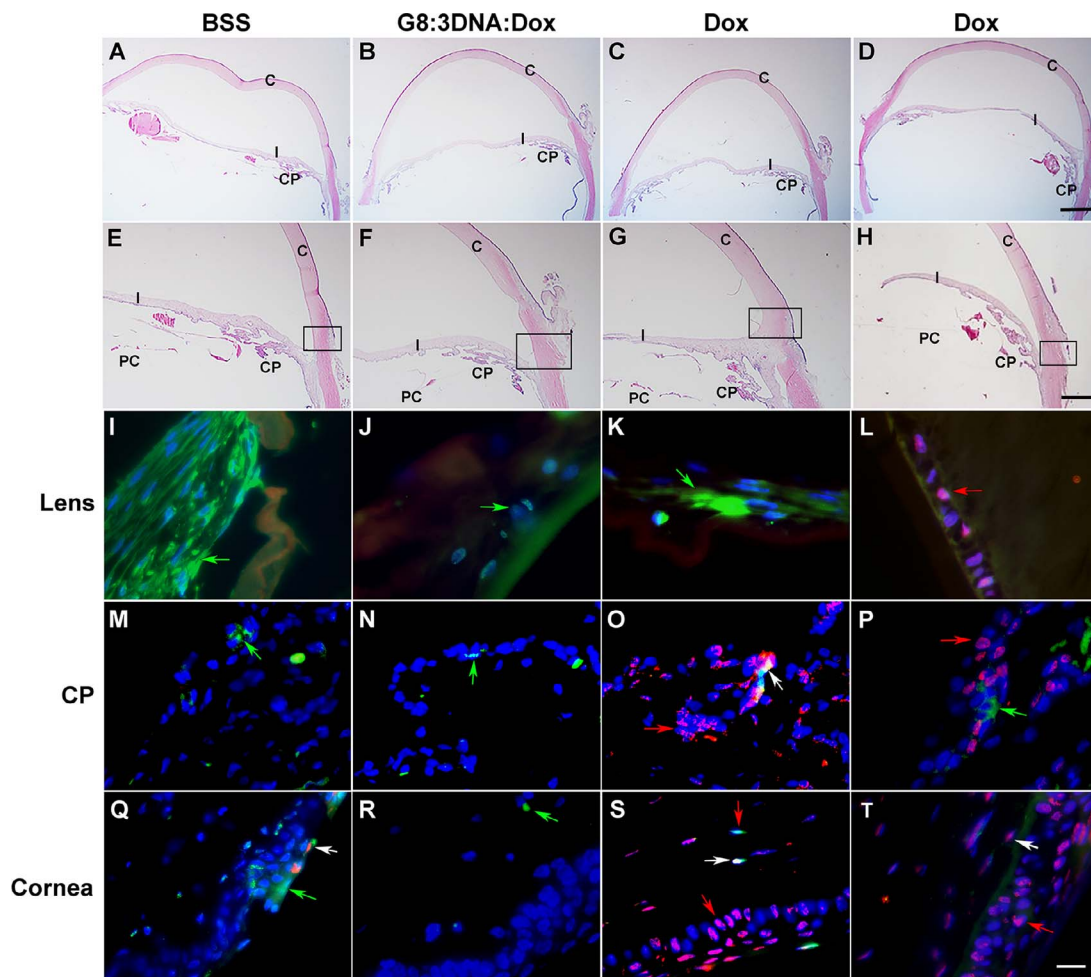 BSS G8:3DNA:Dox Dox Dox
A B C D
C C C C
I I I I
CP CP CP CP
E F G H
C C C C
I I I I
PC CP PC CP PC CP PC CP
Lens I J K L
CP M N O P
Cornea Q R S T